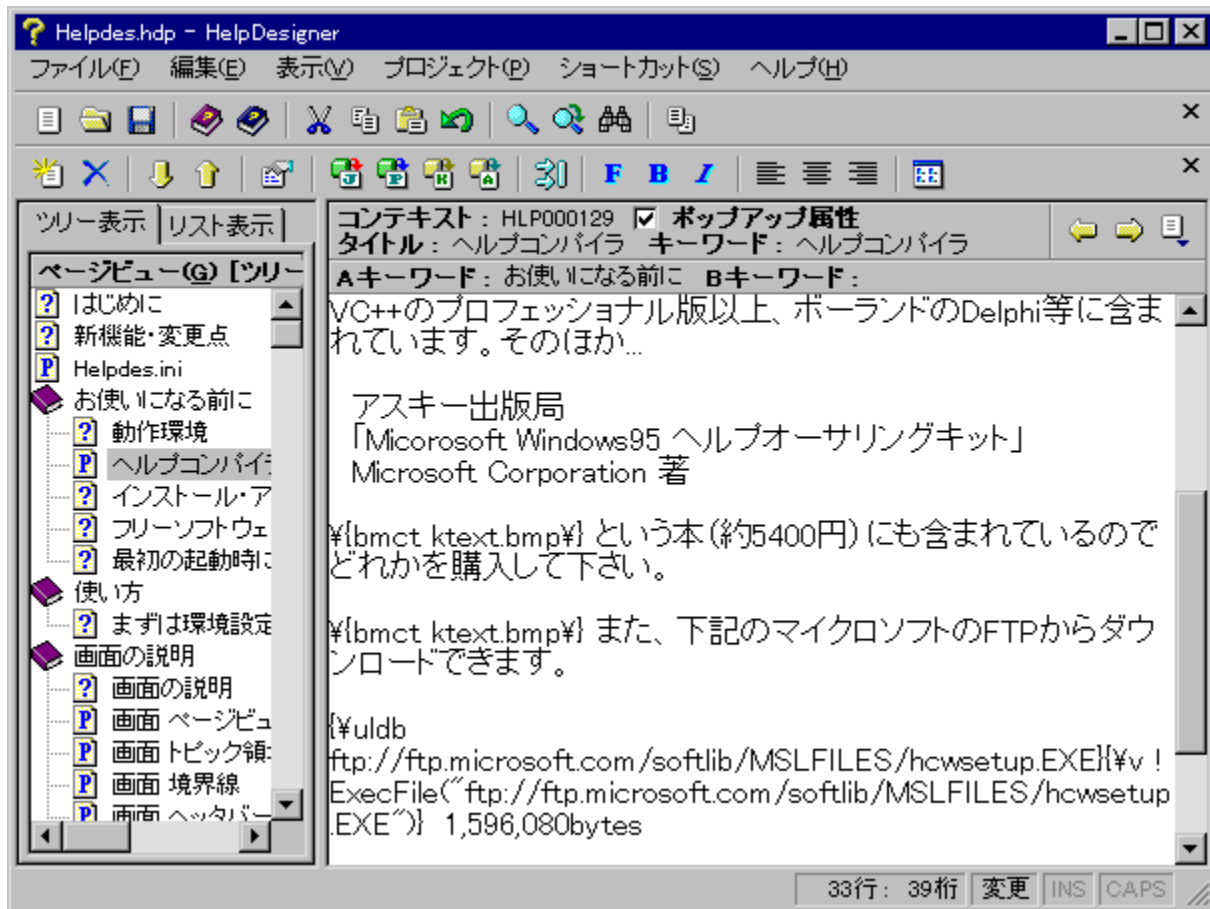 Helpdes.hdp - HelpDesigner
ファイル(F) 編集(E) 表示(V) プロジェクト(P) ショートカット(S) ヘルプ(H)
J P K A F B I
ツリー表示 リスト表示
ページビュー(G) [ツリー
はじめに
新機能・変更点
Helpdes.ini
お使いになる前に
動作環境
ヘルプコンパイラ
インストール・ア
フリーソフトウェ
最初の起動時に
使い方
まずは環境設定
画面の説明
画面の説明
画面 ページビュ
画面 トピック領
画面 境界線
画面 ヘッダバー
コンテキスト : HLP000129 ポップアップ属性
タイトル : ヘルプコンパイラ キーワード : ヘルプコンパイラ
Aキーワード : お使いになる前に Bキーワード :
VC++のプロフェッショナル版以上、ボーランドのDelphi等に含ま
れています。そのほか...
アスキー出版局
「Micorosoft Windows95 ヘルプオーサリングキット」
Microsoft Corporation 著
¥{bmct ktext.bmp¥} という本(約5400円)にも含まれているので
どれかを購入して下さい。
¥{bmct ktext.bmp¥} また、下記のマイクロソフトのFTPからダウ
ンロードできます。
{¥uldb
ftp://ftp.microsoft.com/softlib/MSLFILES/hcwsetup.EXE}{¥v !
ExecFile("ftp://ftp.microsoft.com/softlib/MSLFILES/hcwsetup
.EXE")} 1,596,080bytes
33行: 39桁 変更 INS CAPS